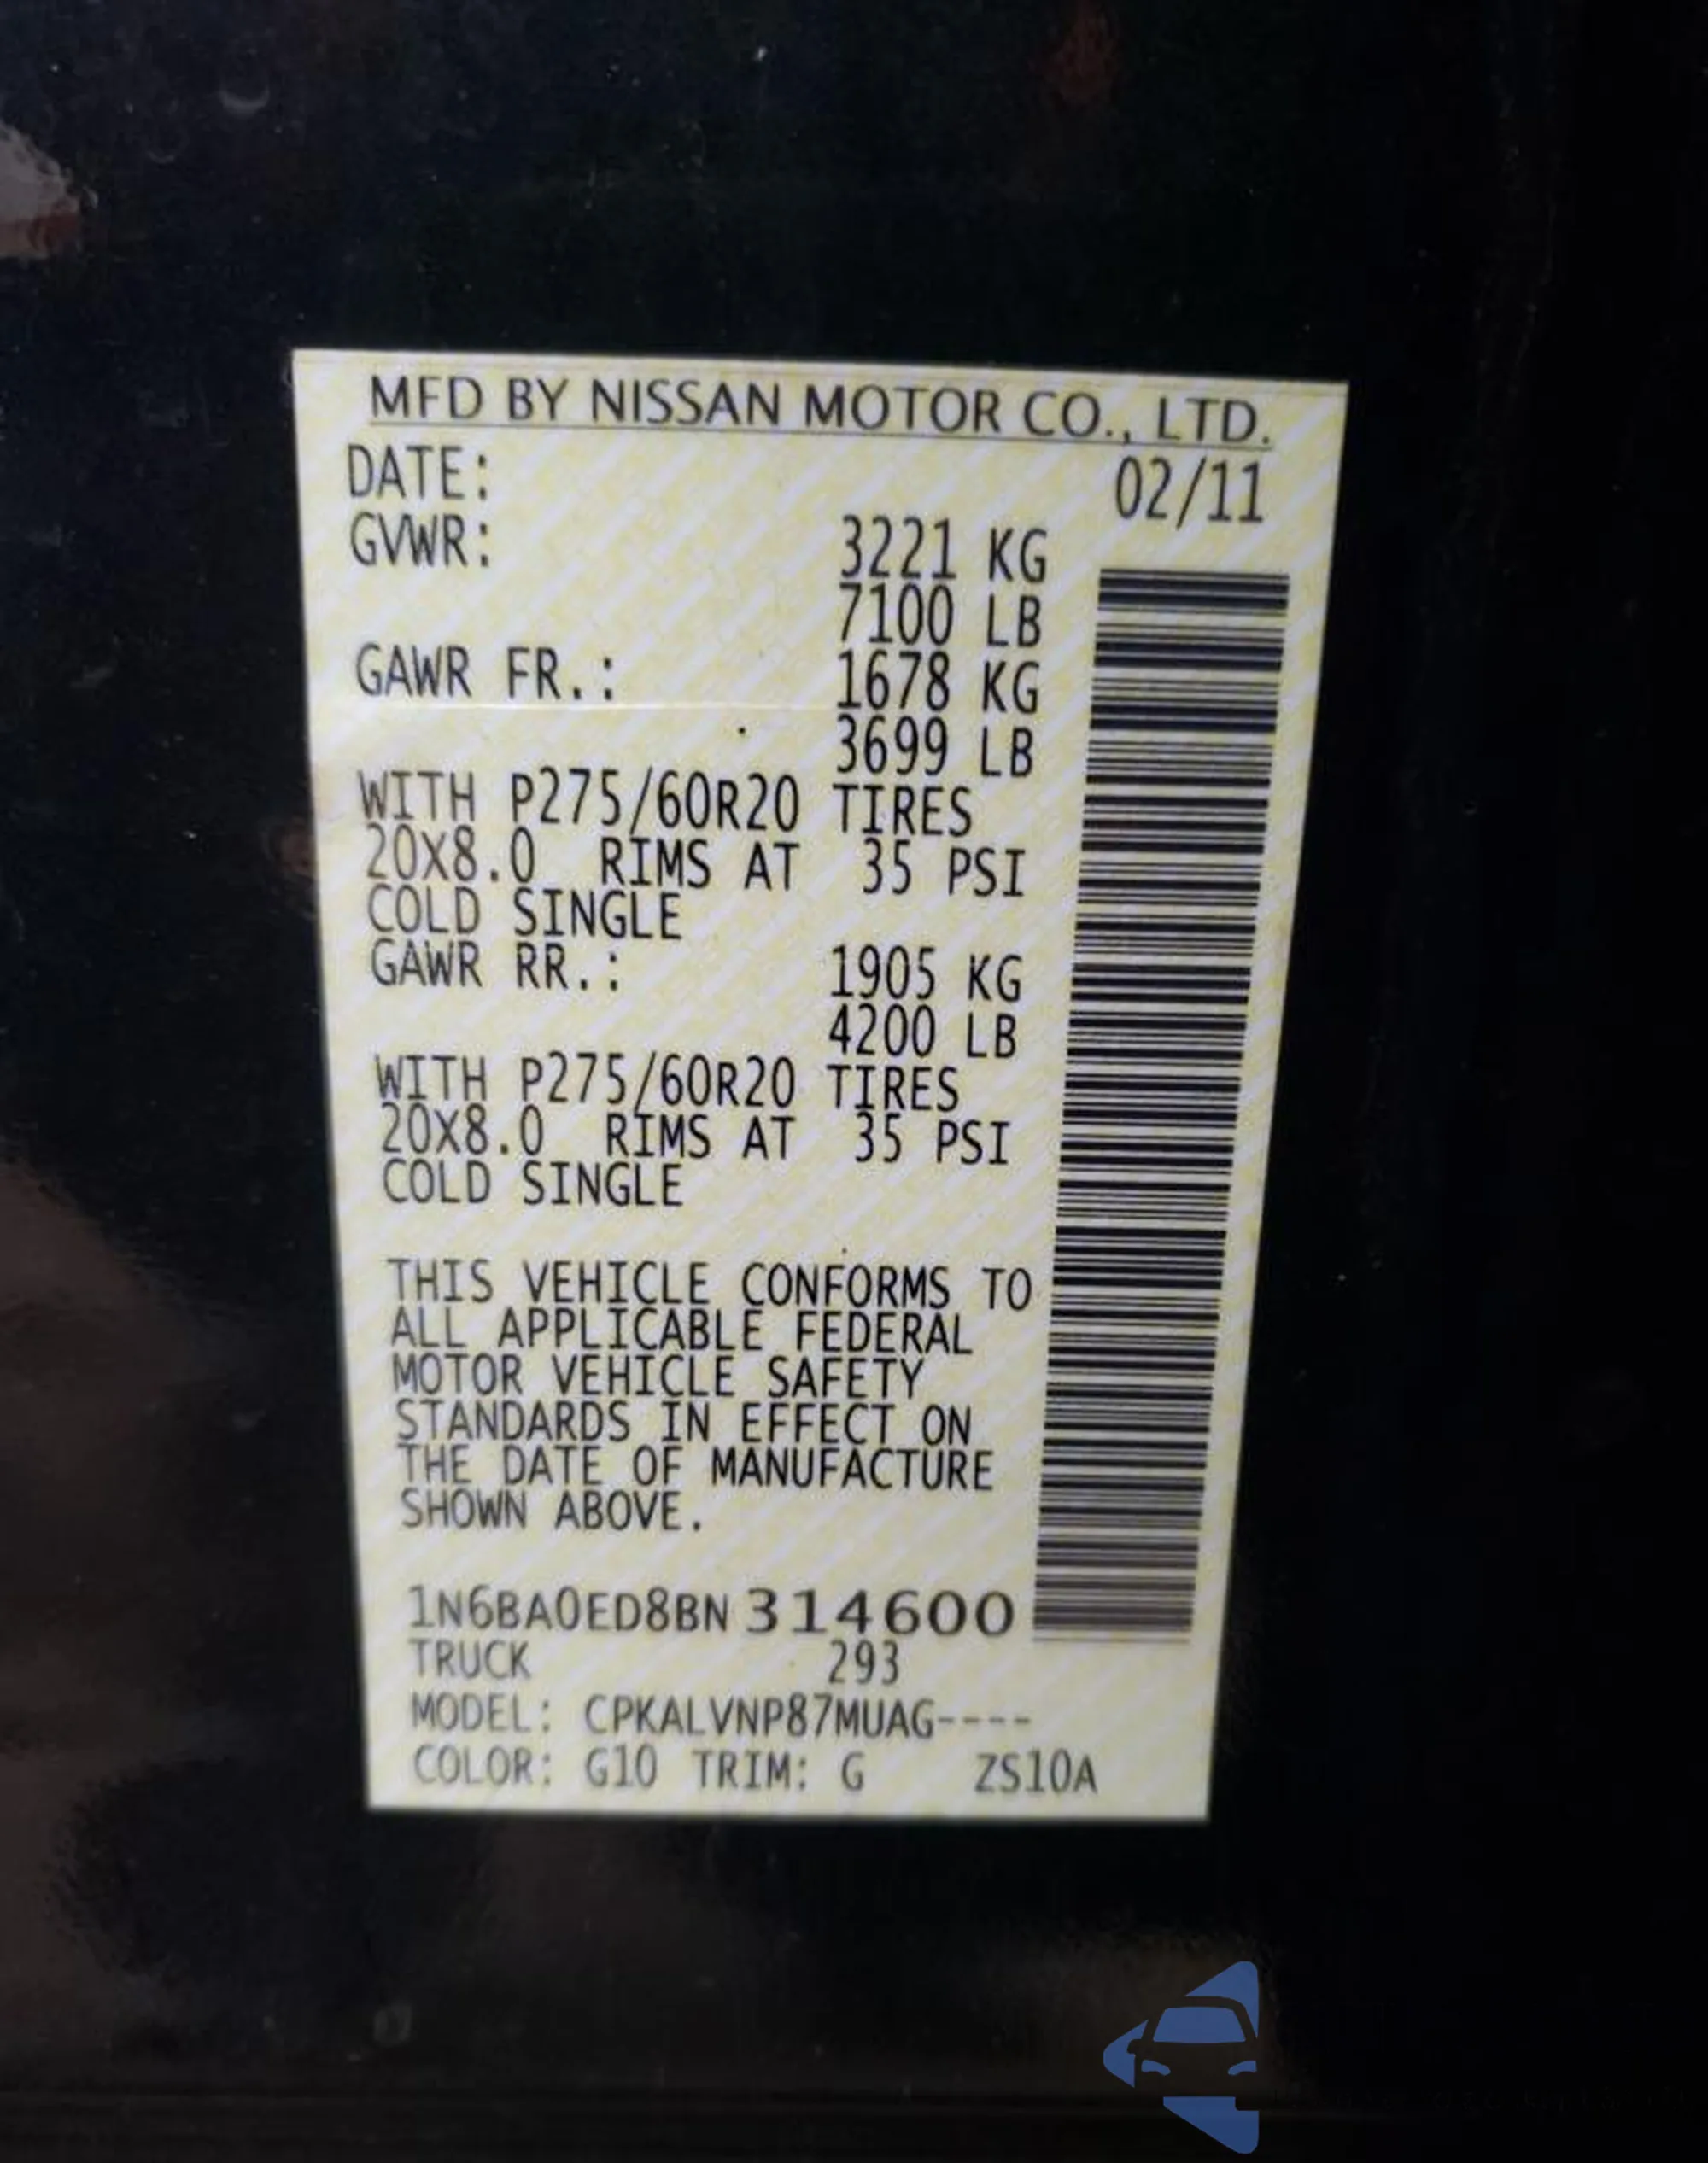 MFD BY NISSAN MOTOR CO., LTD.
DATE: 02/11
GVWR: 3221 KG
7100 LB
GAWR FR.: 1678 KG
3699 LB
WITH P275/60R20 TIRES
20X8.0 RIMS AT 35 PSI
COLD SINGLE
GAWR RR.: 1905 KG
4200 LB
WITH P275/60R20 TIRES
20X8.0 RIMS AT 35 PSI
COLD SINGLE
THIS VEHICLE CONFORMS TO
ALL APPLICABLE FEDERAL
MOTOR VEHICLE SAFETY
STANDARDS IN EFFECT ON
THE DATE OF MANUFACTURE
SHOWN ABOVE.
1N6BA0ED8BN314600
TRUCK 293
MODEL: CPKALVNP87MUAG----
COLOR: G10 TRIM: G ZS10A